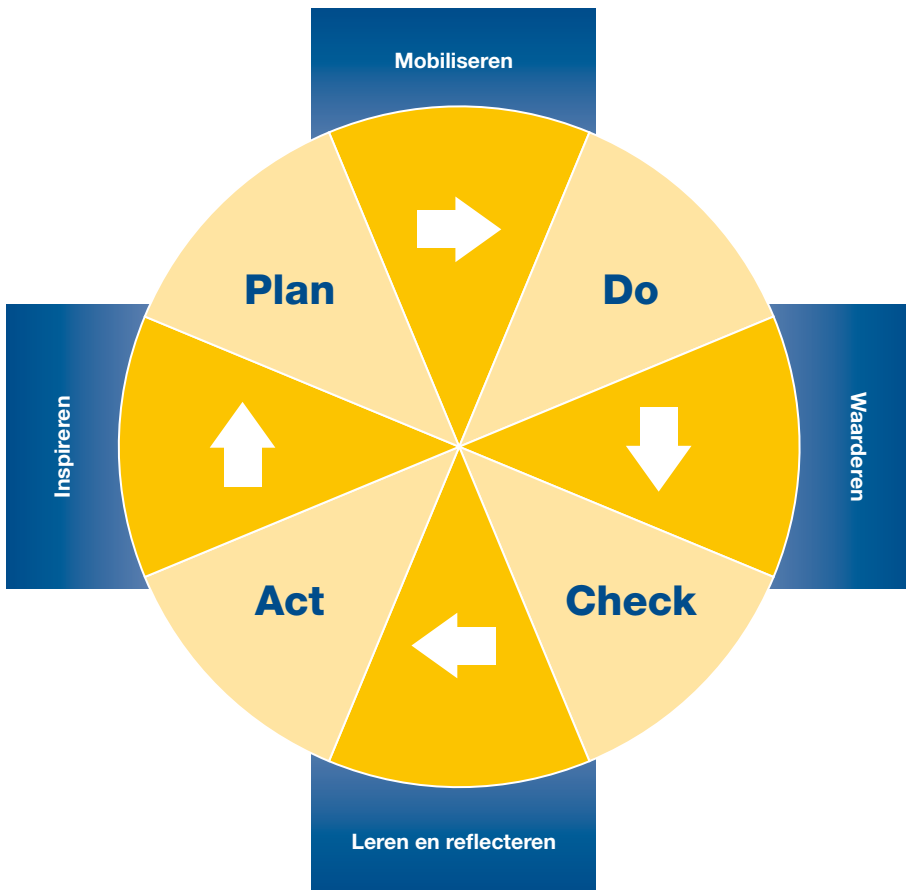 Mobiliseren
Plan
Do
Inspireren
Waarderen
Act
Check
Leren en reflecteren